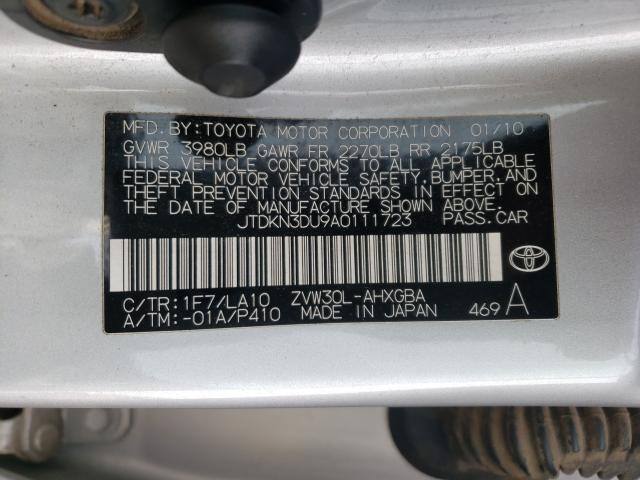 MFD. BY: TOYOTA MOTOR CORPORATION 01/10
GVWR 3980LB GAWR FR 2270LB RR 2175LB
THIS VEHICLE CONFORMS TO ALL APPLICABLE
FEDERAL MOTOR VEHICLE SAFETY, BUMPER, AND
THEFT PREVENTION STANDARDS IN EFFECT ON
THE DATE OF MANUFACTURE SHOWN ABOVE.
JTDKN3DU9A0111723 PASS. CAR
C/TR: 1F7/LA10 ZVW30L-AHXGBA
A/TM: -01A/P410 MADE IN JAPAN 469 A